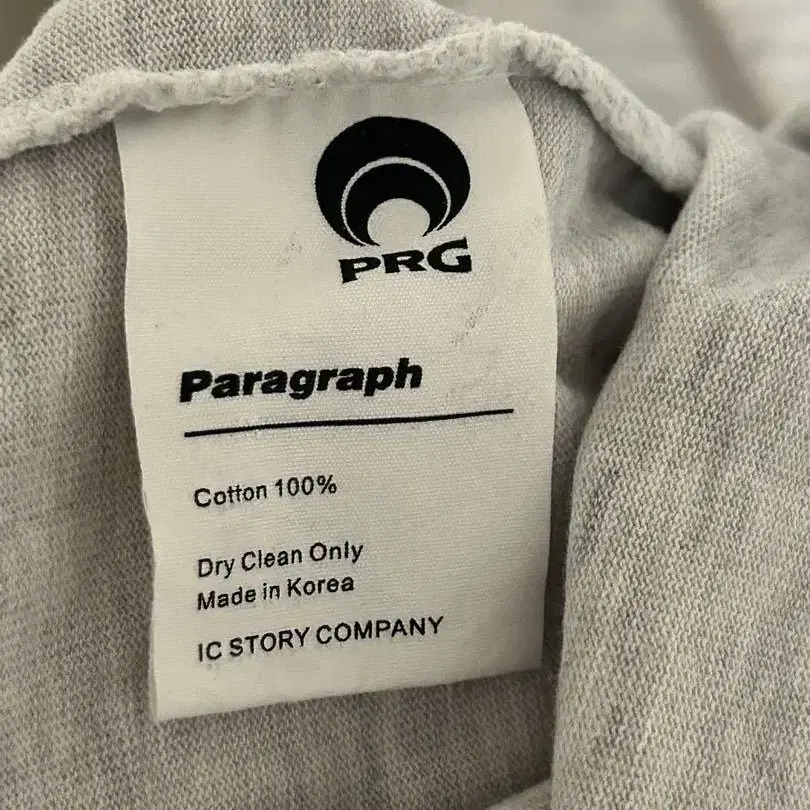 PRG
Paragraph
Cotton 100%
Dry Clean Only
Made in Korea
IC STORY COMPANY